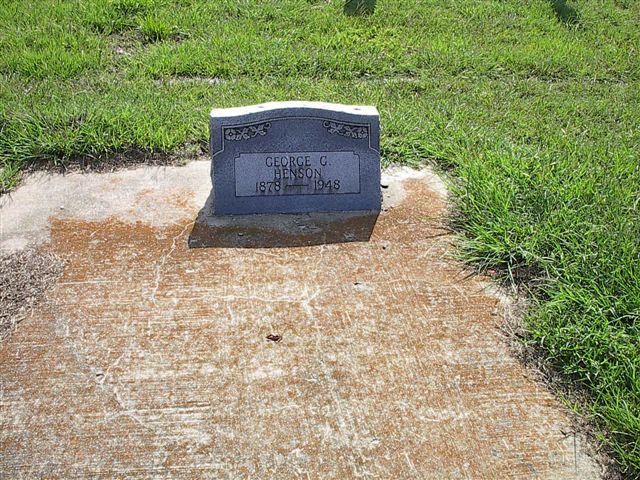 GEORGE G.
HENSON
1878 — 1948